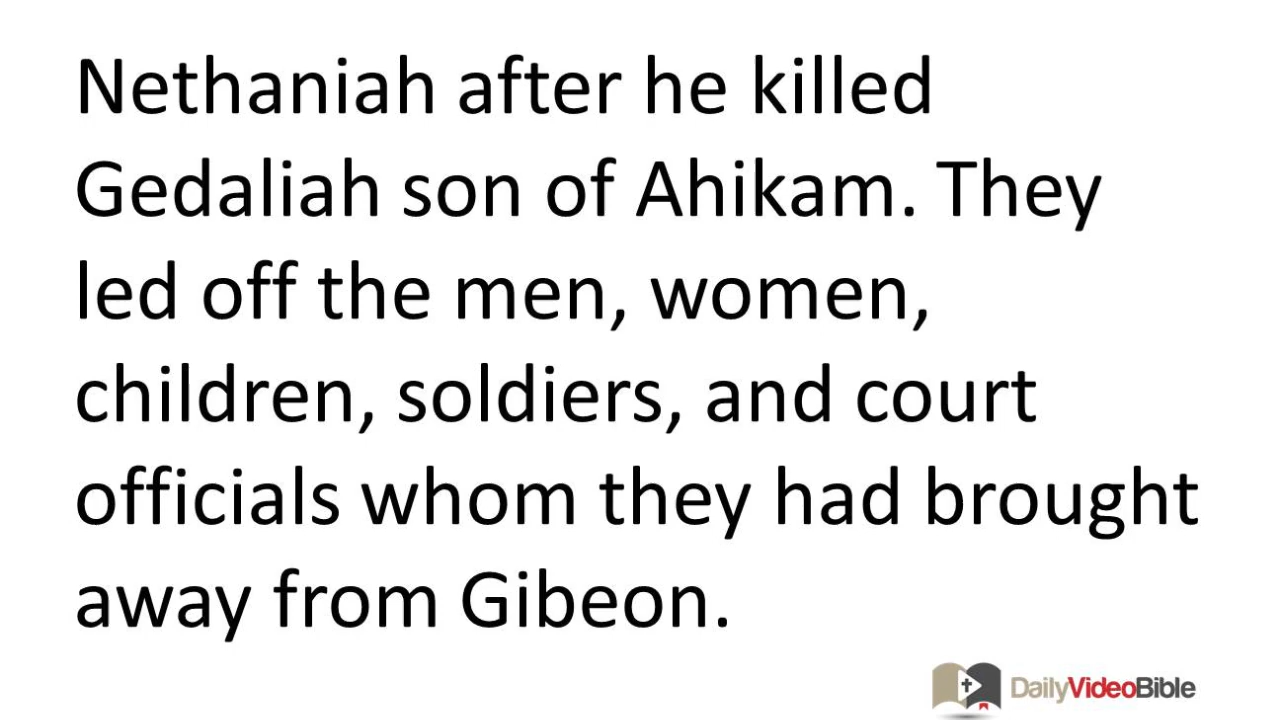 Nethaniah after he killed
Gedaliah son of Ahikam. They
led off the men, women,
children, soldiers, and court
officials whom they had brought
away from Gibeon.
DailyVideoBible